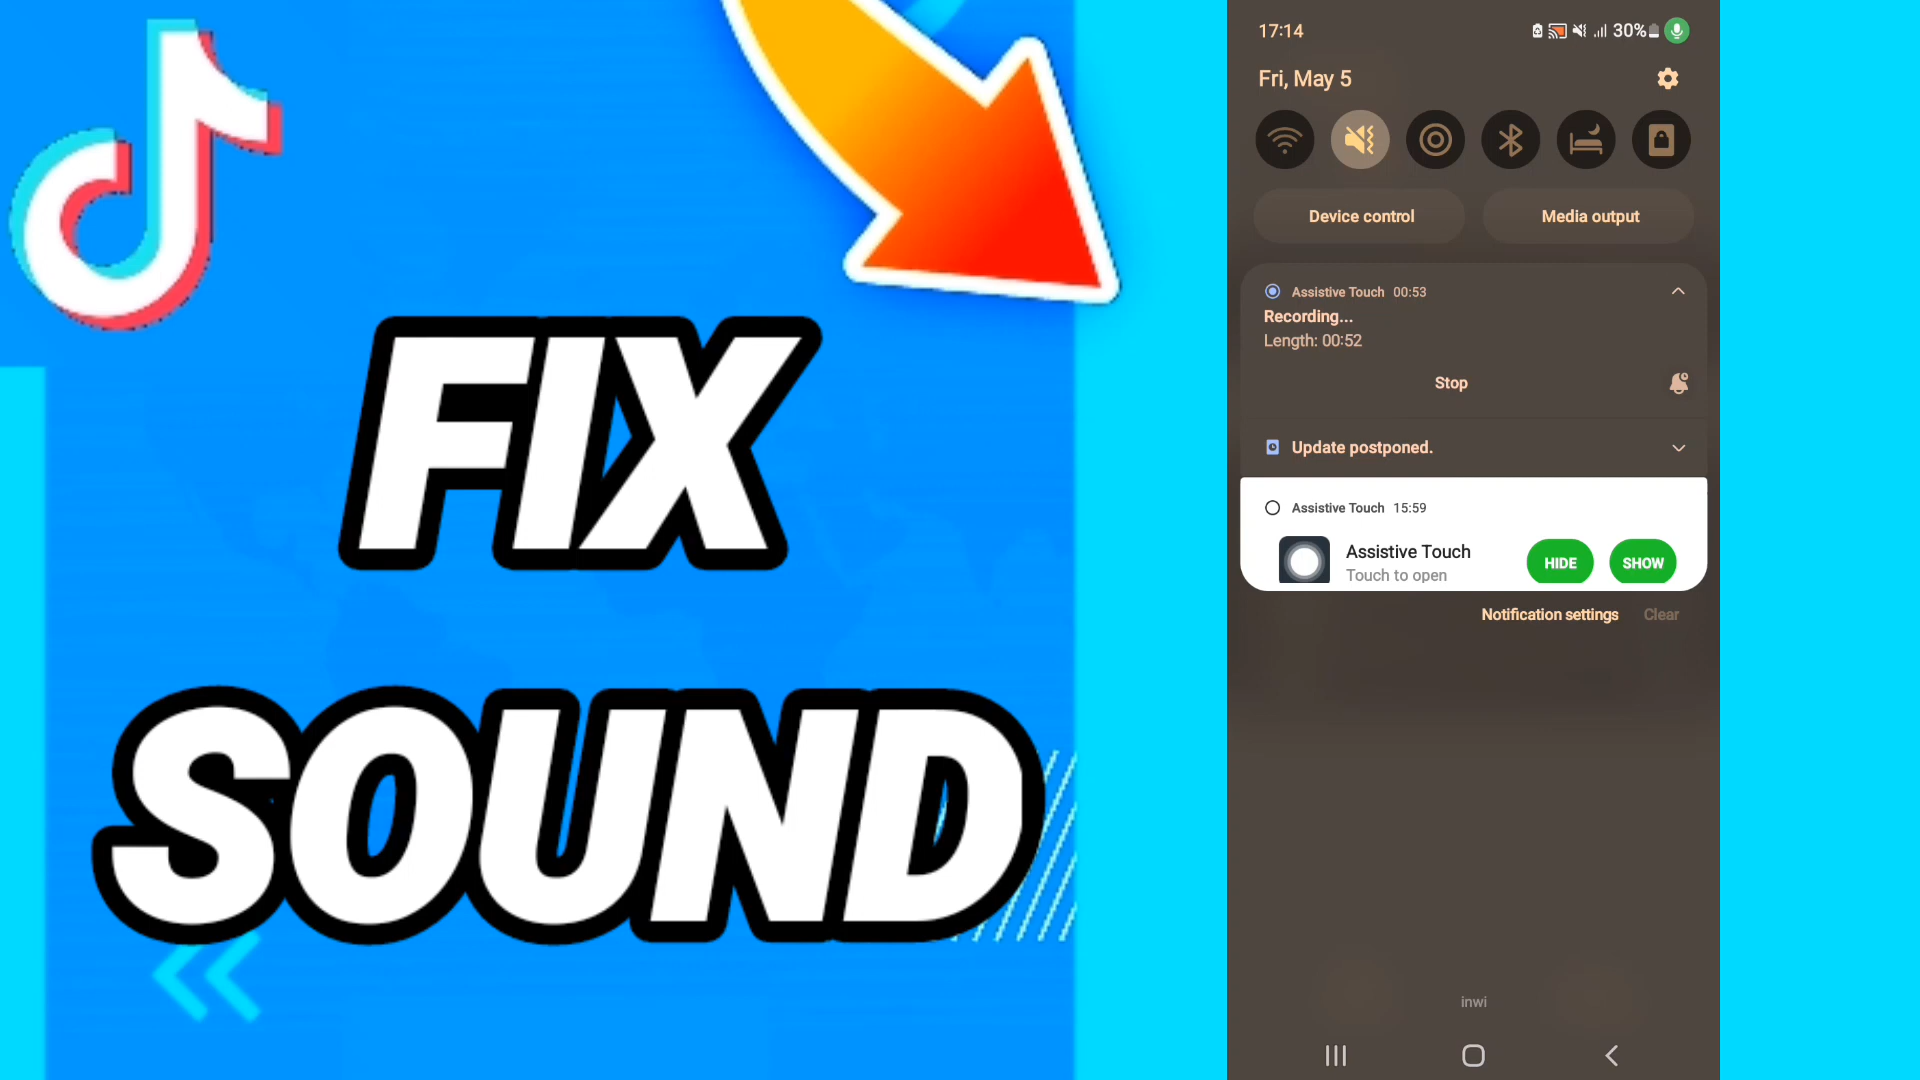 FIX
SOUND
17:14
30%
Fri, May 5
Device control
Media output
Assistive Touch 00:53
Recording...
Length: 00:52
Stop
Update postponed.
Assistive Touch 15:59
Assistive Touch
Touch to open
HIDE
SHOW
Notification settings
Clear
inwi